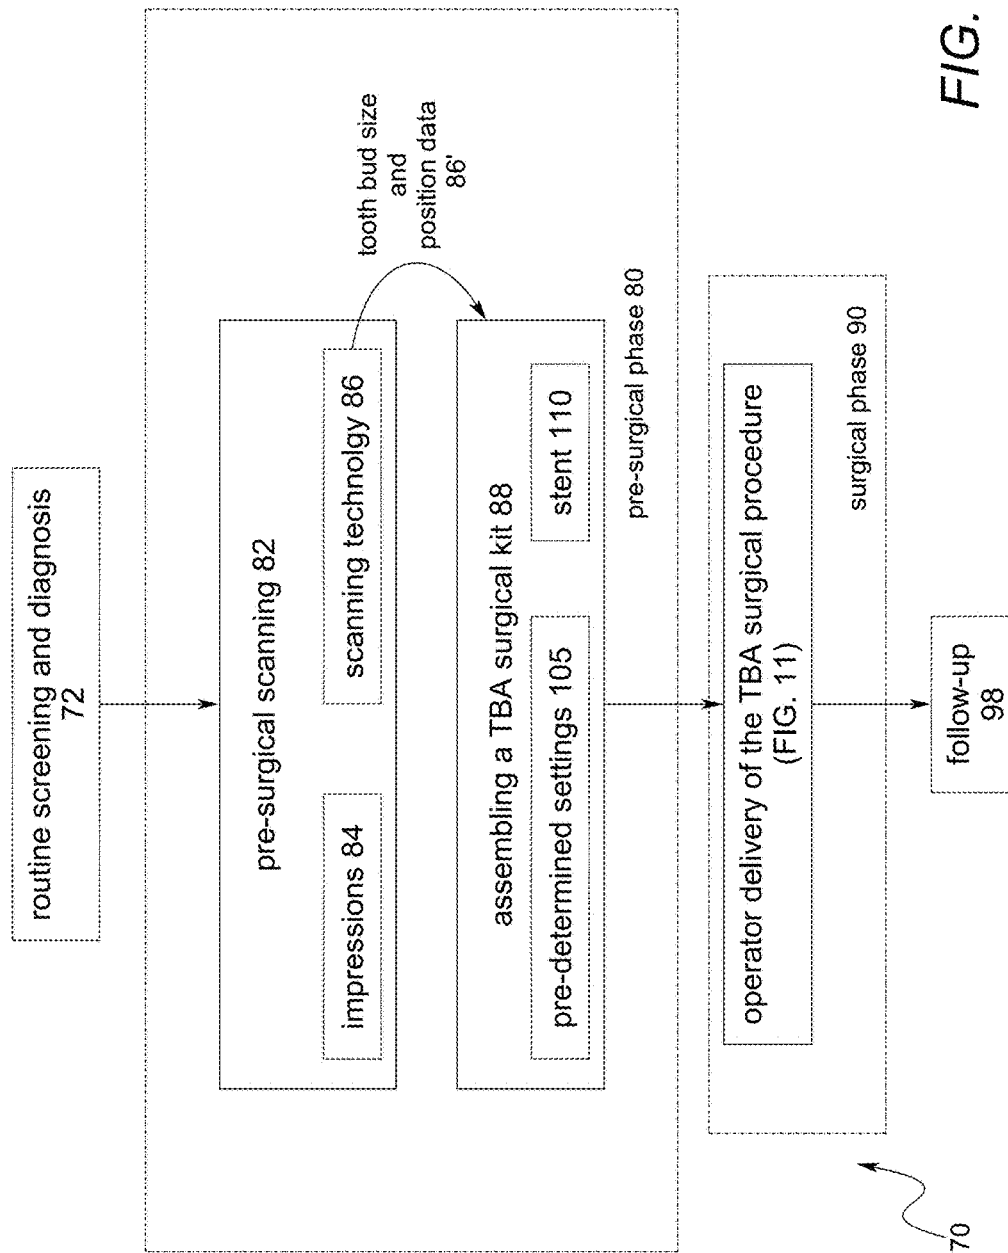 routine screening and diagnosis
72
pre-surgical scanning 82
impressions 84
scanning technolgy 86
tooth bud size
and
position data
86'
assembling a TBA surgical kit 88
pre-determined settings 105
stent 110
pre-surgical phase 80
operator delivery of the TBA surgical procedure
(FIG. 11)
surgical phase 90
follow-up
98
70
FIG.